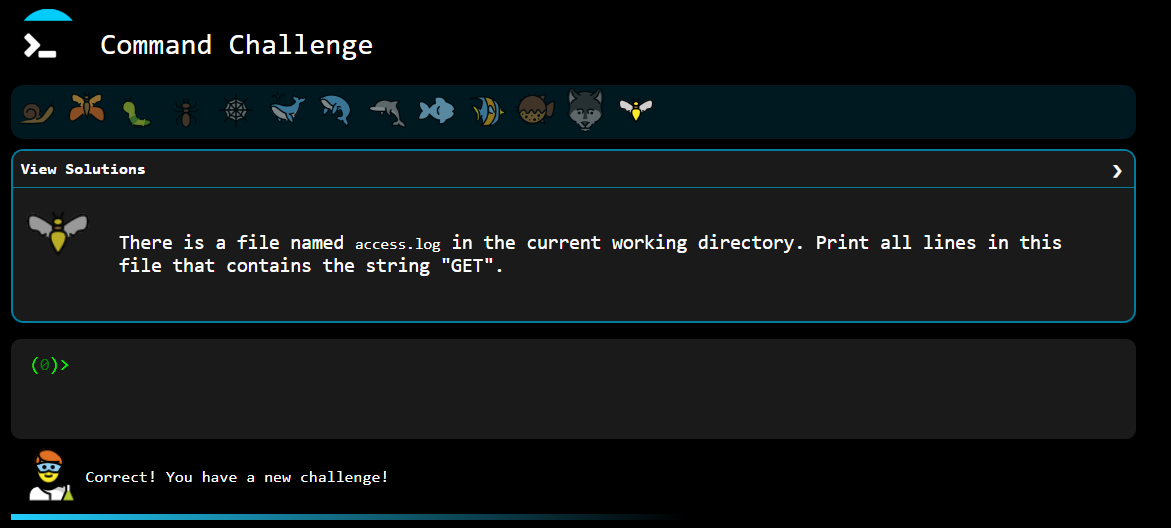 Command Challenge
View Solutions
There is a file named access.log in the current working directory. Print all lines in this
file that contains the string "GET".
(0)>
Correct! You have a new challenge!